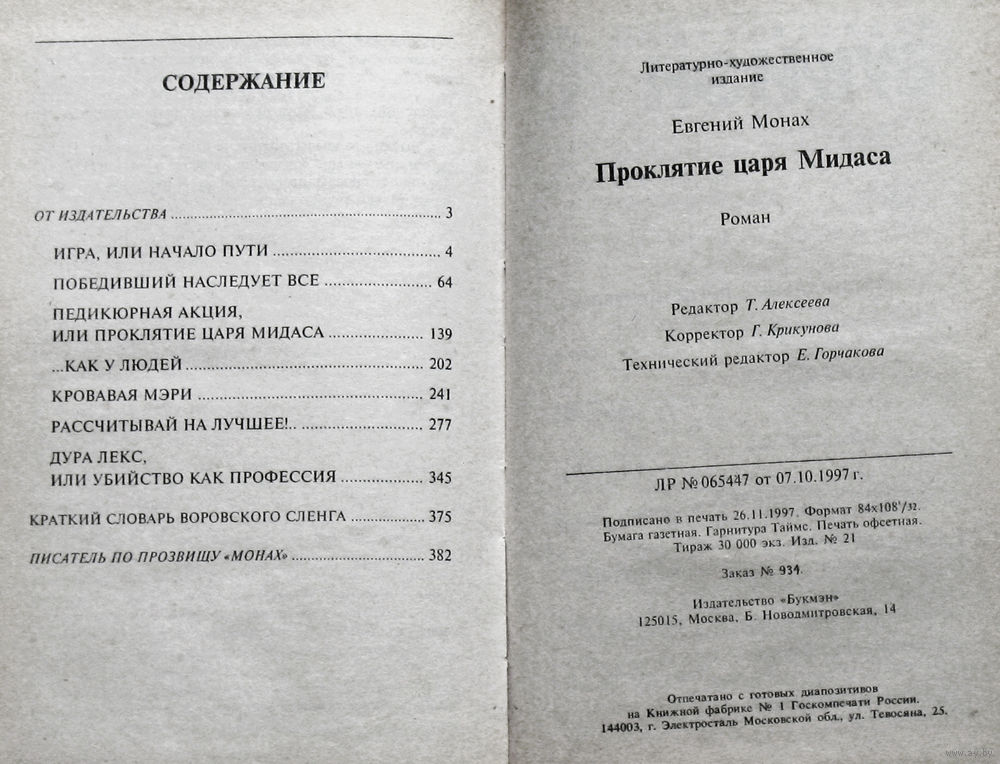 СОДЕРЖАНИЕ
ОТ ИЗДАТЕЛЬСТВА ........ 3
ИГРА, ИЛИ НАЧАЛО ПУТИ ........ 4
ПОБЕДИВШИЙ НАСЛЕДУЕТ ВСЕ ........ 64
ПЕДИКЮРНАЯ АКЦИЯ,
ИЛИ ПРОКЛЯТИЕ ЦАРЯ МИДАСА ........ 139
...КАК У ЛЮДЕЙ ........ 202
КРОВАВАЯ МЭРИ ........ 241
РАССЧИТЫВАЙ НА ЛУЧШЕЕ!.. ........ 277
ДУРА ЛЕКС,
ИЛИ УБИЙСТВО КАК ПРОФЕССИЯ ........ 345
КРАТКИЙ СЛОВАРЬ ВОРОВСКОГО СЛЕНГА ........ 375
ПИСАТЕЛЬ ПО ПРОЗВИЩУ «МОНАХ» ........ 382
Литературно-художественное
издание
Евгений Монах
Проклятие царя Мидаса
Роман
Редактор Т. Алексеева
Корректор Г. Крикунова
Технический редактор Е. Горчакова
ЛР № 065447 от 07.10.1997 г.
Подписано в печать 26.11.1997. Формат 84x108¹/₃₂.
Бумага газетная. Гарнитура Таймс. Печать офсетная.
Тираж 30 000 экз. Изд. № 21
Заказ № 934.
Издательство «Букмэн»
125015, Москва, Б. Новодмитровская, 14
Отпечатано с готовых диапозитивов
на Книжной фабрике № 1 Госкомпечати России.
144003, г. Электросталь Московской обл., ул. Тевосяна, 25.
www.ay.by